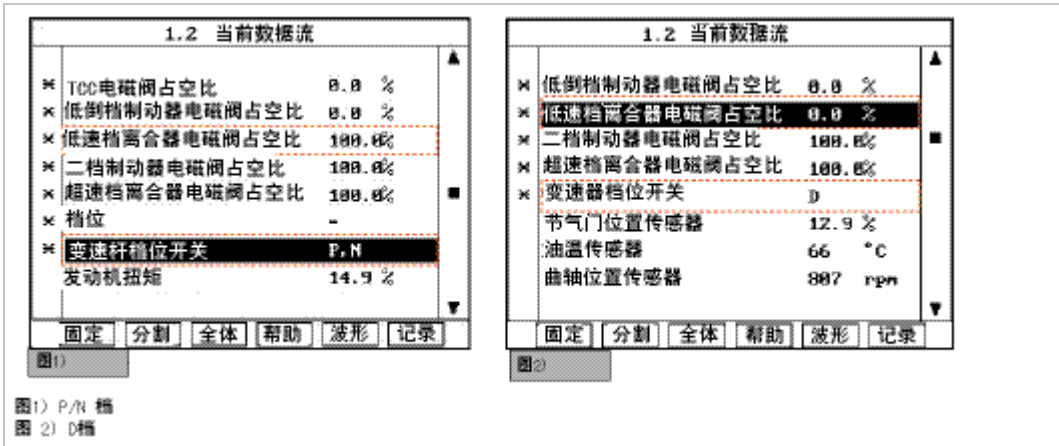 1.2 当前数据流
* TCC电磁阀占空比 0.0 %
* 低倒档制动器电磁阀占空比 0.0 %
* 低速档离合器电磁阀占空比 100.0%
* 二档制动器电磁阀占空比 100.0%
* 超速档离合器电磁阀占空比 100.0%
* 档位 -
* 变速杆档位开关 P,N
发动机扭矩 14.9 %
固定 分割 全体 帮助 波形 记录
图1)
1.2 当前数据流
* 低倒档制动器电磁阀占空比 0.0 %
* 低速档离合器电磁阀占空比 0.0 %
* 二档制动器电磁阀占空比 100.0%
* 超速档离合器电磁阀占空比 100.0%
* 变速器档位开关 D
节气门位置传感器 12.9 %
油温传感器 66 °C
曲轴位置传感器 807 rpm
固定 分割 全体 帮助 波形 记录
图2)
图1) P/N 档
图 2) D档